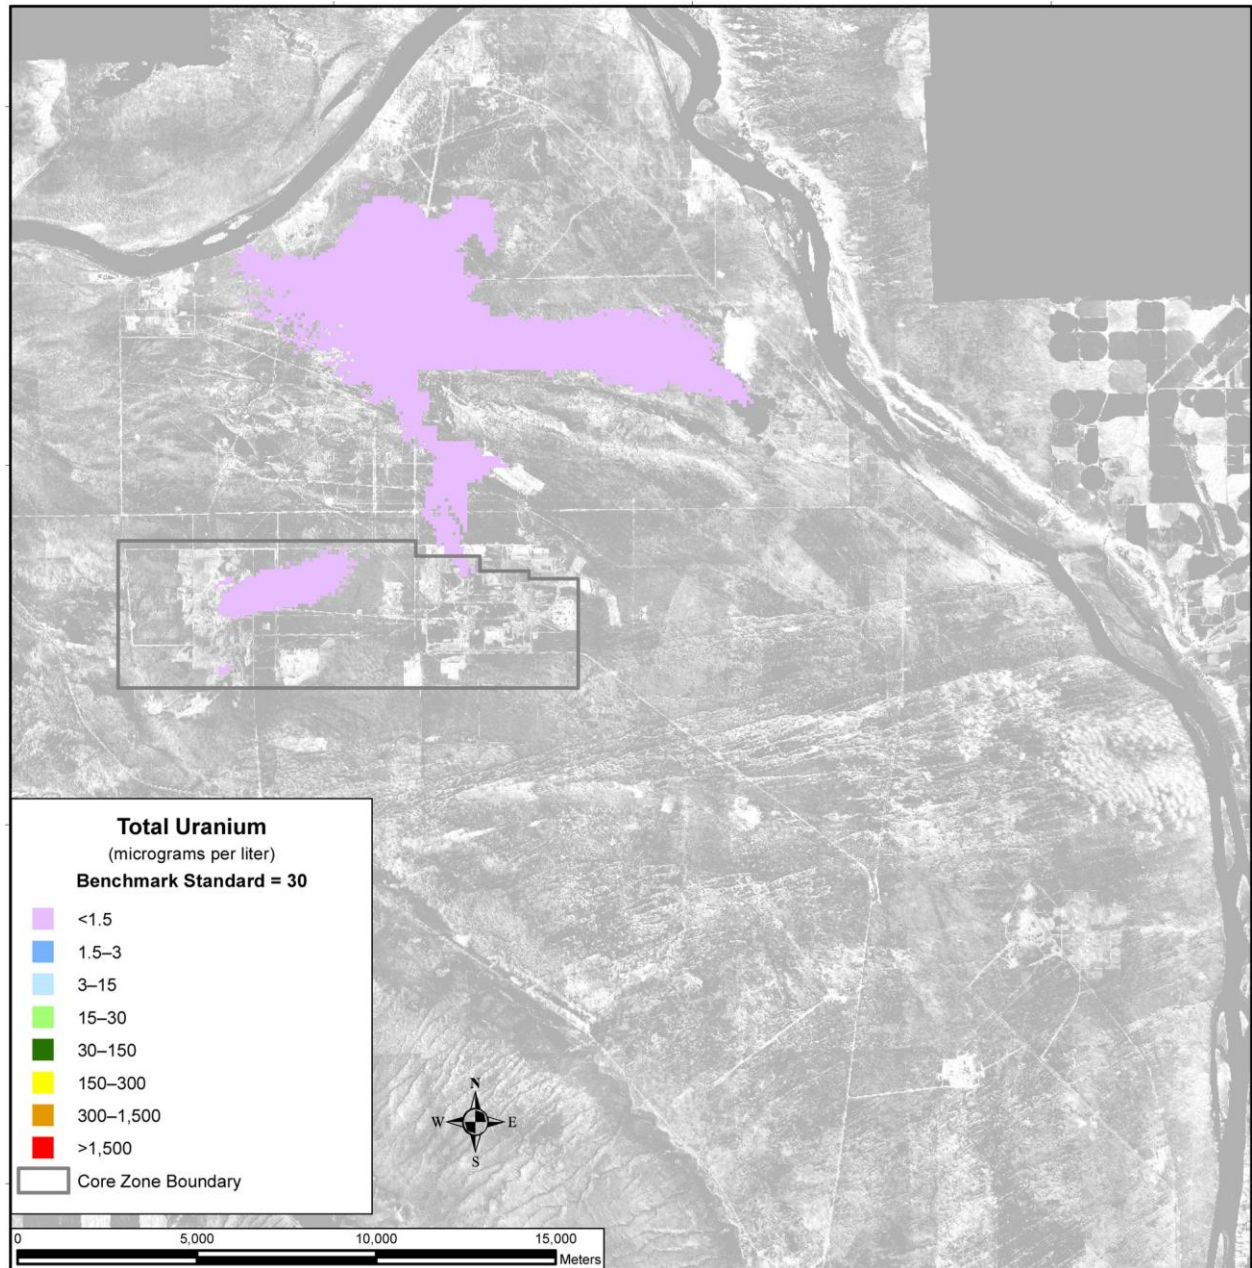 Total Uranium
(micrograms per liter)
Benchmark Standard = 30
<1.5
1.5–3
3–15
15–30
30–150
150–300
300–1,500
>1,500
Core Zone Boundary
N
W E
S
0 5,000 10,000 15,000
Meters